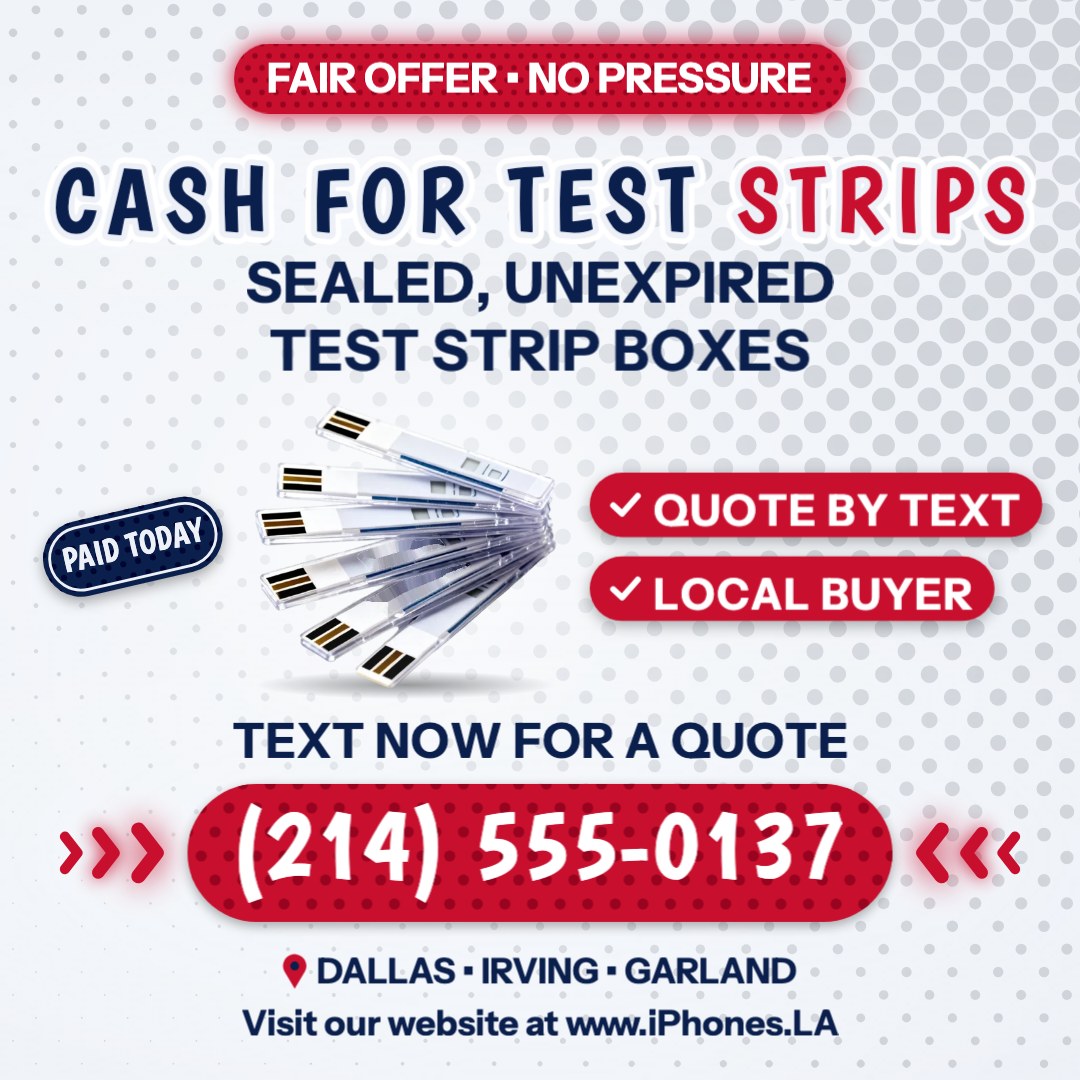 FAIR OFFER ▪ NO PRESSURE
CASH FOR TEST STRIPS
SEALED, UNEXPIRED
TEST STRIP BOXES
PAID TODAY
✓ QUOTE BY TEXT
✓ LOCAL BUYER
TEXT NOW FOR A QUOTE
(214) 555-0137
DALLAS ▪ IRVING ▪ GARLAND
Visit our website at www.iPhones.LA